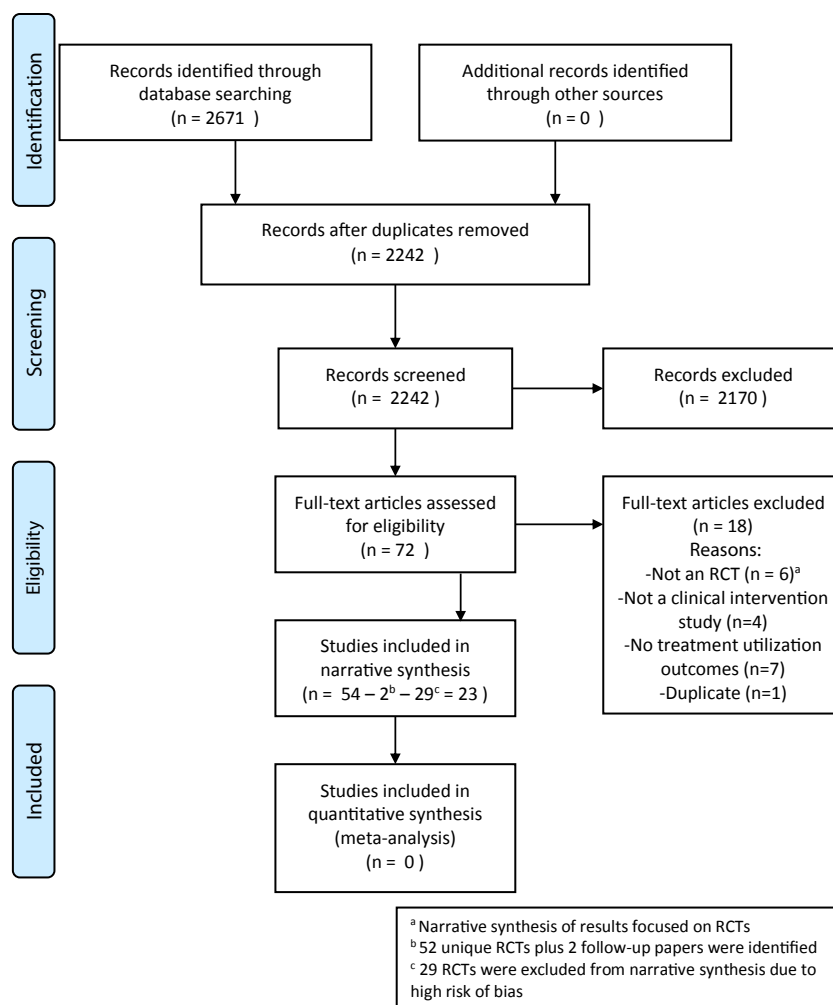 Identification
Records identified through
database searching
(n = 2671 )
Additional records identified
through other sources
(n = 0 )
Records after duplicates removed
(n = 2242 )
Screening
Records screened
(n = 2242 )
Records excluded
(n = 2170 )
Eligibility
Full-text articles assessed
for eligibility
(n = 72 )
Full-text articles excluded
(n = 18)
Reasons:
-Not an RCT (n = 6)ᵃ
-Not a clinical intervention
study (n=4)
-No treatment utilization
outcomes (n=7)
-Duplicate (n=1)
Studies included in
narrative synthesis
(n = 54 – 2ᵇ – 29ᶜ = 23 )
Included
Studies included in
quantitative synthesis
(meta-analysis)
(n = 0 )
ᵃ Narrative synthesis of results focused on RCTs
ᵇ 52 unique RCTs plus 2 follow-up papers were identified
ᶜ 29 RCTs were excluded from narrative synthesis due to
high risk of bias